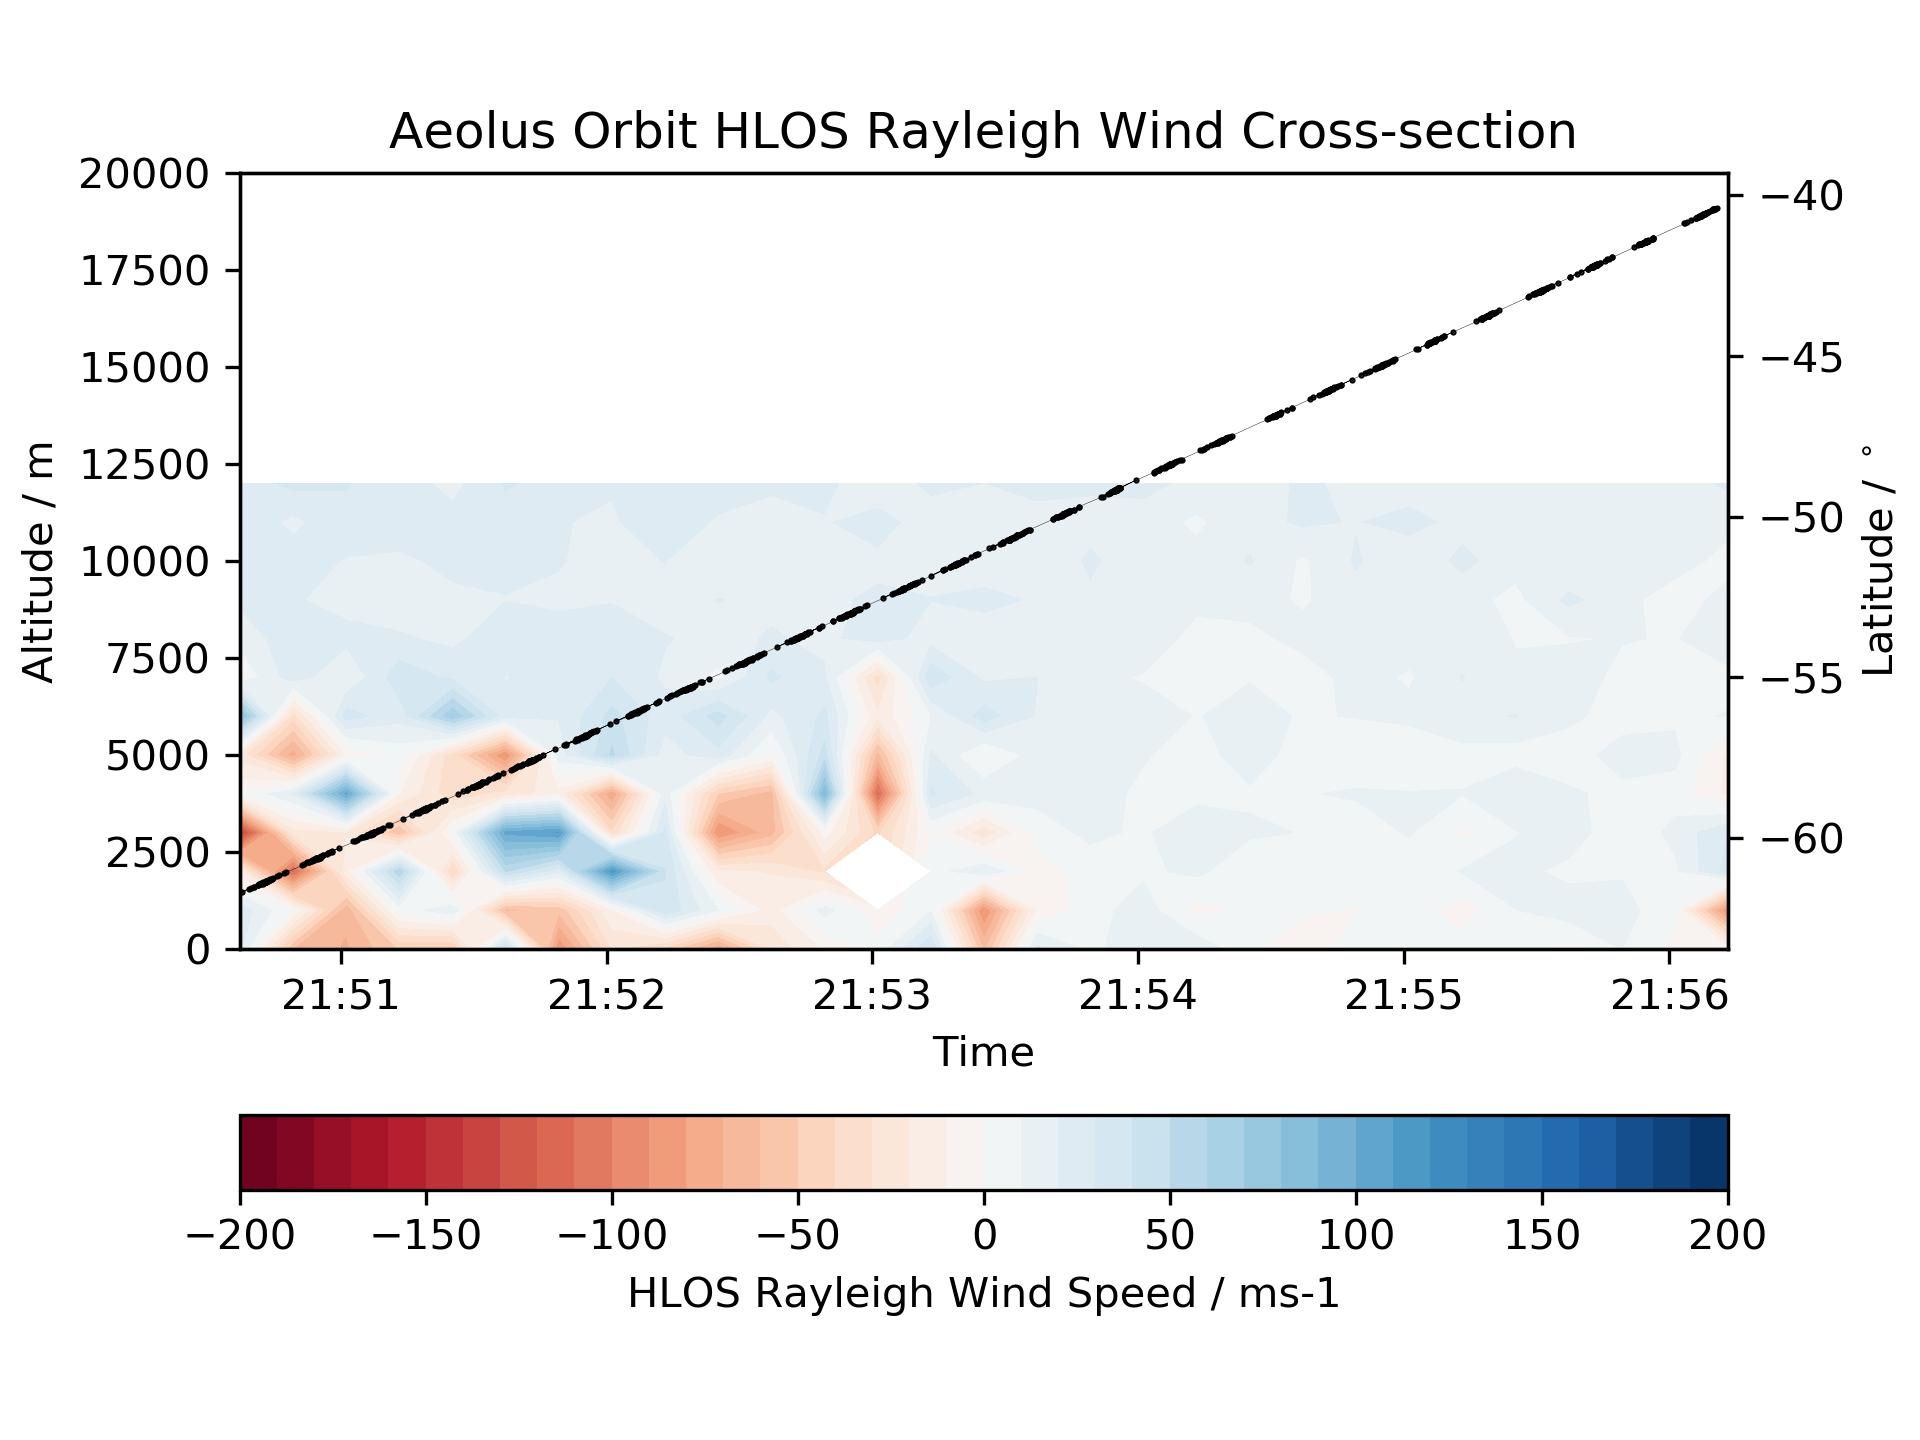 Aeolus Orbit HLOS Rayleigh Wind Cross-section
20000
17500
15000
12500
10000
7500
5000
2500
0
Altitude / m
−40
−45
−50
−55
−60
Latitude / °
21:51 21:52 21:53 21:54 21:55 21:56
Time
−200 −150 −100 −50 0 50 100 150 200
HLOS Rayleigh Wind Speed / ms-1